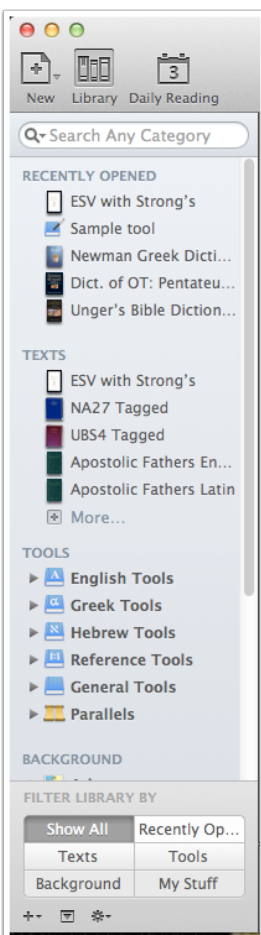 3
New Library Daily Reading
Search Any Category
RECENTLY OPENED
ESV with Strong's
Sample tool
Newman Greek Dicti...
Dict. of OT: Pentateu...
Unger's Bible Diction...
TEXTS
ESV with Strong's
NA27 Tagged
UBS4 Tagged
Apostolic Fathers En...
Apostolic Fathers Latin
More...
TOOLS
English Tools
Greek Tools
Hebrew Tools
Reference Tools
General Tools
Parallels
BACKGROUND
FILTER LIBRARY BY
Show All Recently Op...
Texts Tools
Background My Stuff